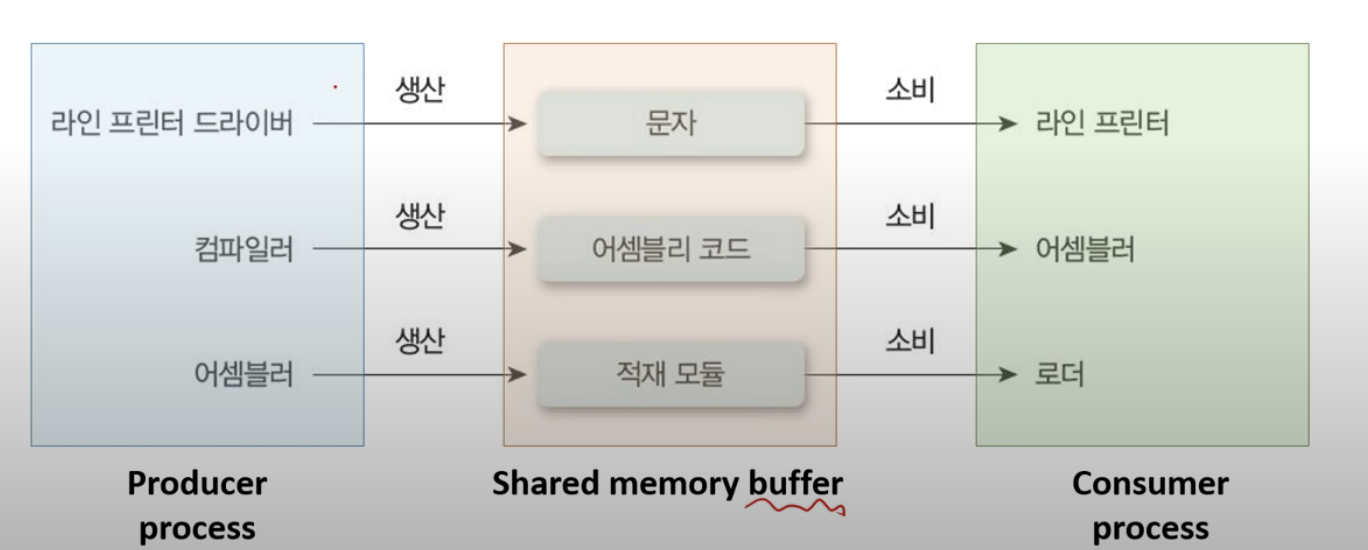 생산
소비
라인 프린터 드라이버
문자
라인 프린터
생산
소비
컴파일러
어셈블리 코드
어셈블러
생산
소비
어셈블러
적재 모듈
로더
Producer
process
Shared memory buffer
Consumer
process